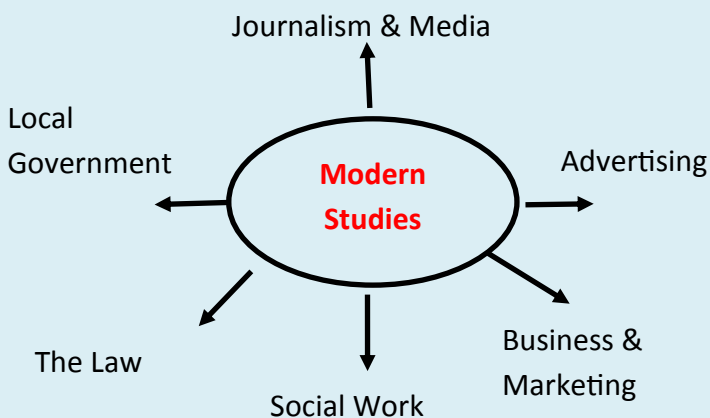 Journalism & Media
Local
Government
Modern
Studies
Advertising
The Law
Social Work
Business &
Marketing